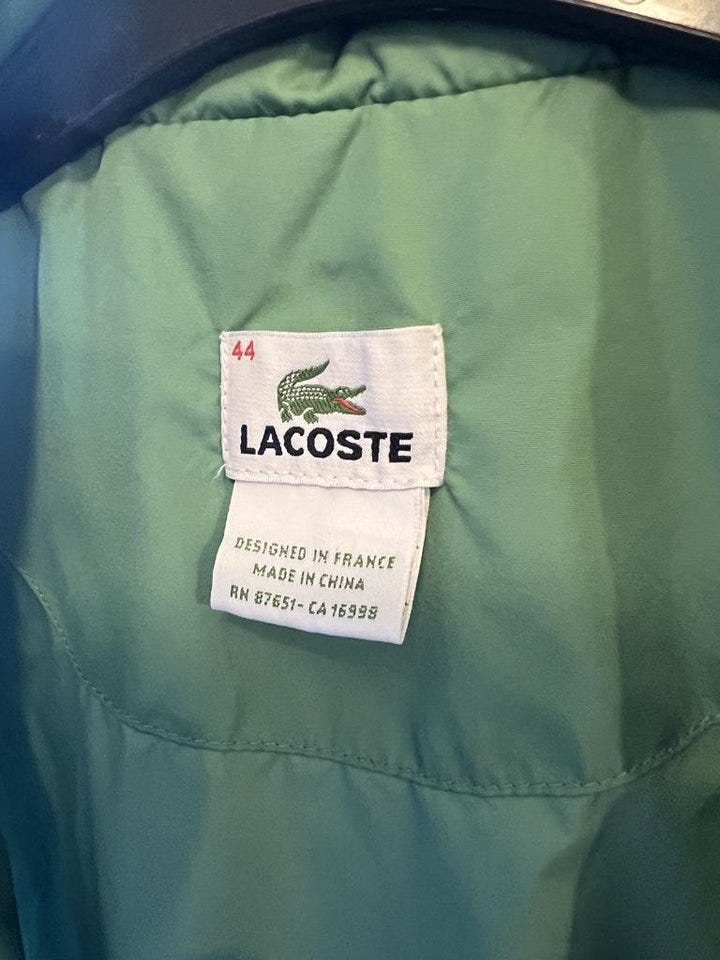 44
LACOSTE
DESIGNED IN FRANCE
MADE IN CHINA
RN 87651- CA 16998